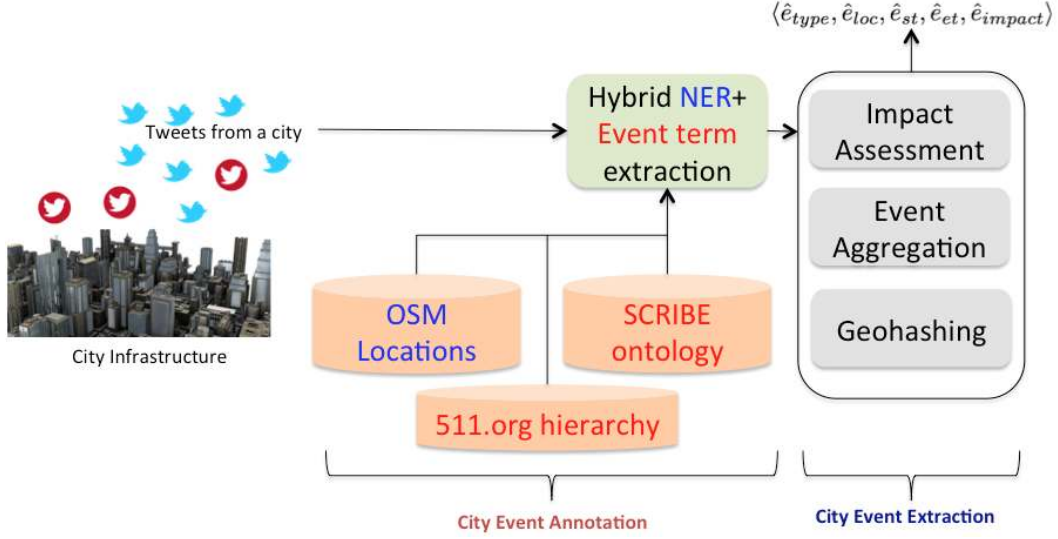 ⟨ê_type, ê_loc, ê_st, ê_et, ê_impact⟩
Tweets from a city
Hybrid NER+
Event term
extraction
Impact
Assessment
Event
Aggregation
Geohashing
OSM
Locations
SCRIBE
ontology
511.org hierarchy
City Infrastructure
City Event Annotation
City Event Extraction